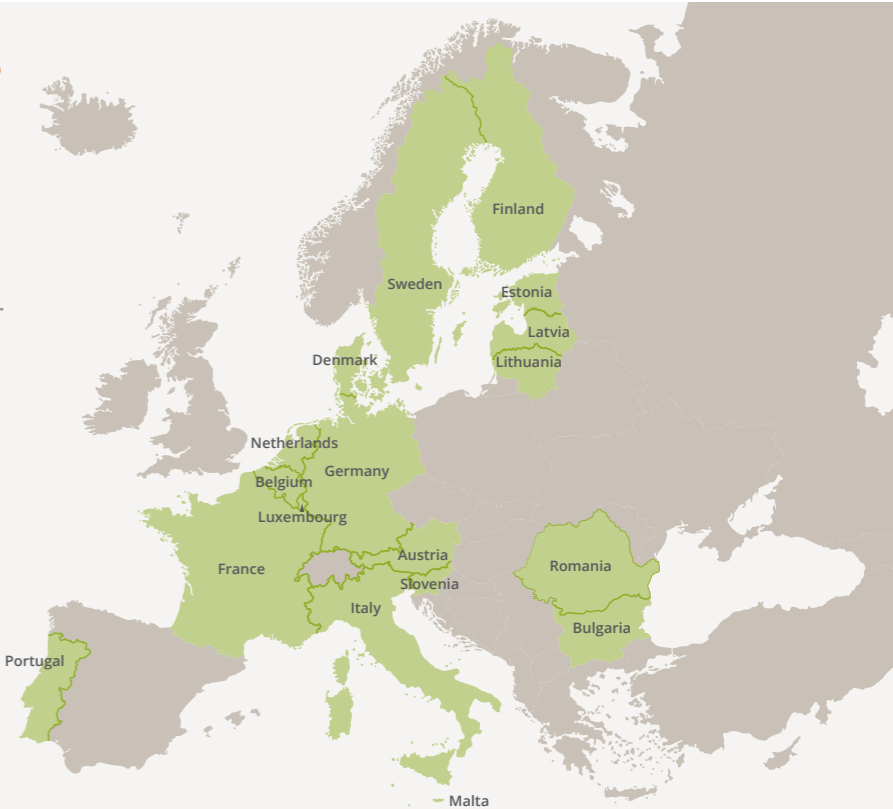 Finland
Sweden
Estonia
Latvia
Denmark
Lithuania
Netherlands
Germany
Belgium
Luxembourg
Austria
France
Romania
Slovenia
Italy
Bulgaria
Portugal
Malta